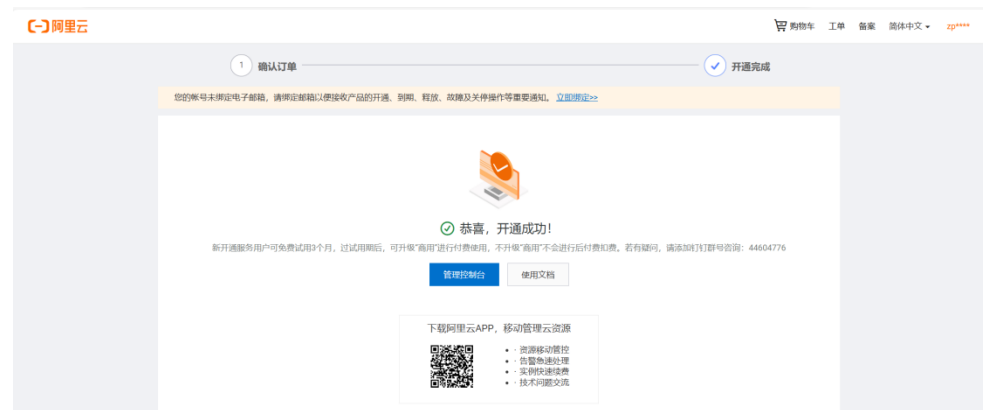 阿里云
购物车 工单 备案 简体中文 zp****
1 确认订单 开通完成
您的帐号未绑定电子邮箱，请绑定邮箱以便接收产品的开通、到期、释放、故障及关停操作等重要通知。 立即绑定>>
恭喜，开通成功！
新开通服务用户可免费试用3个月，过试用期后，可升级"商用"进行付费使用，不升级"商用"不会进行后付费扣费。若有疑问，请添加钉钉群号咨询：44604776
管理控制台 使用文档
下载阿里云APP，移动管理云资源
· 资源移动管控
· 告警急速处理
· 实例快速续费
· 技术问题交流